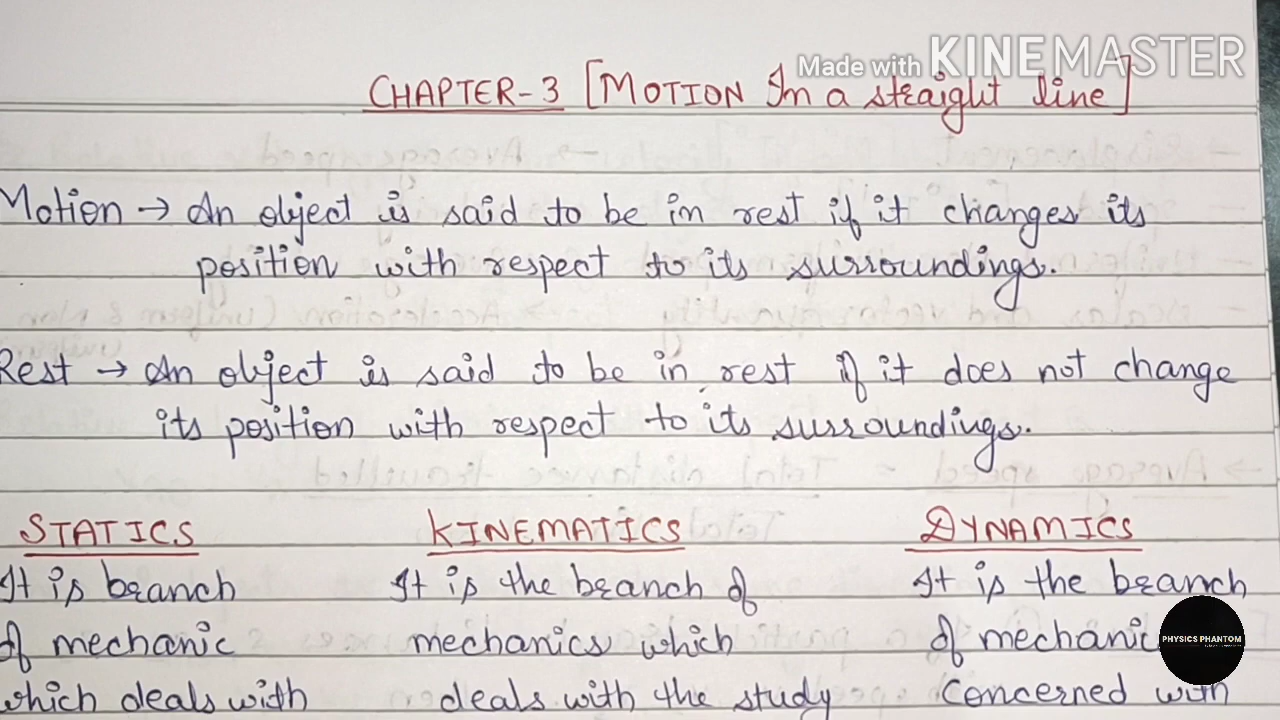 Made with KINEMASTER
CHAPTER-3 [MOTION In a straight line]
Motion → An object is said to be in rest if it changes its
position with respect to its surroundings.
Rest → An object is said to be in rest if it does not change
its position with respect to its surroundings.
STATICS KINEMATICS DYNAMICS
It is branch It is the branch of It is the branch
of mechanic mechanics which of mechanic
which deals with deals with the study concerned with
PHYSICS PHANTOM